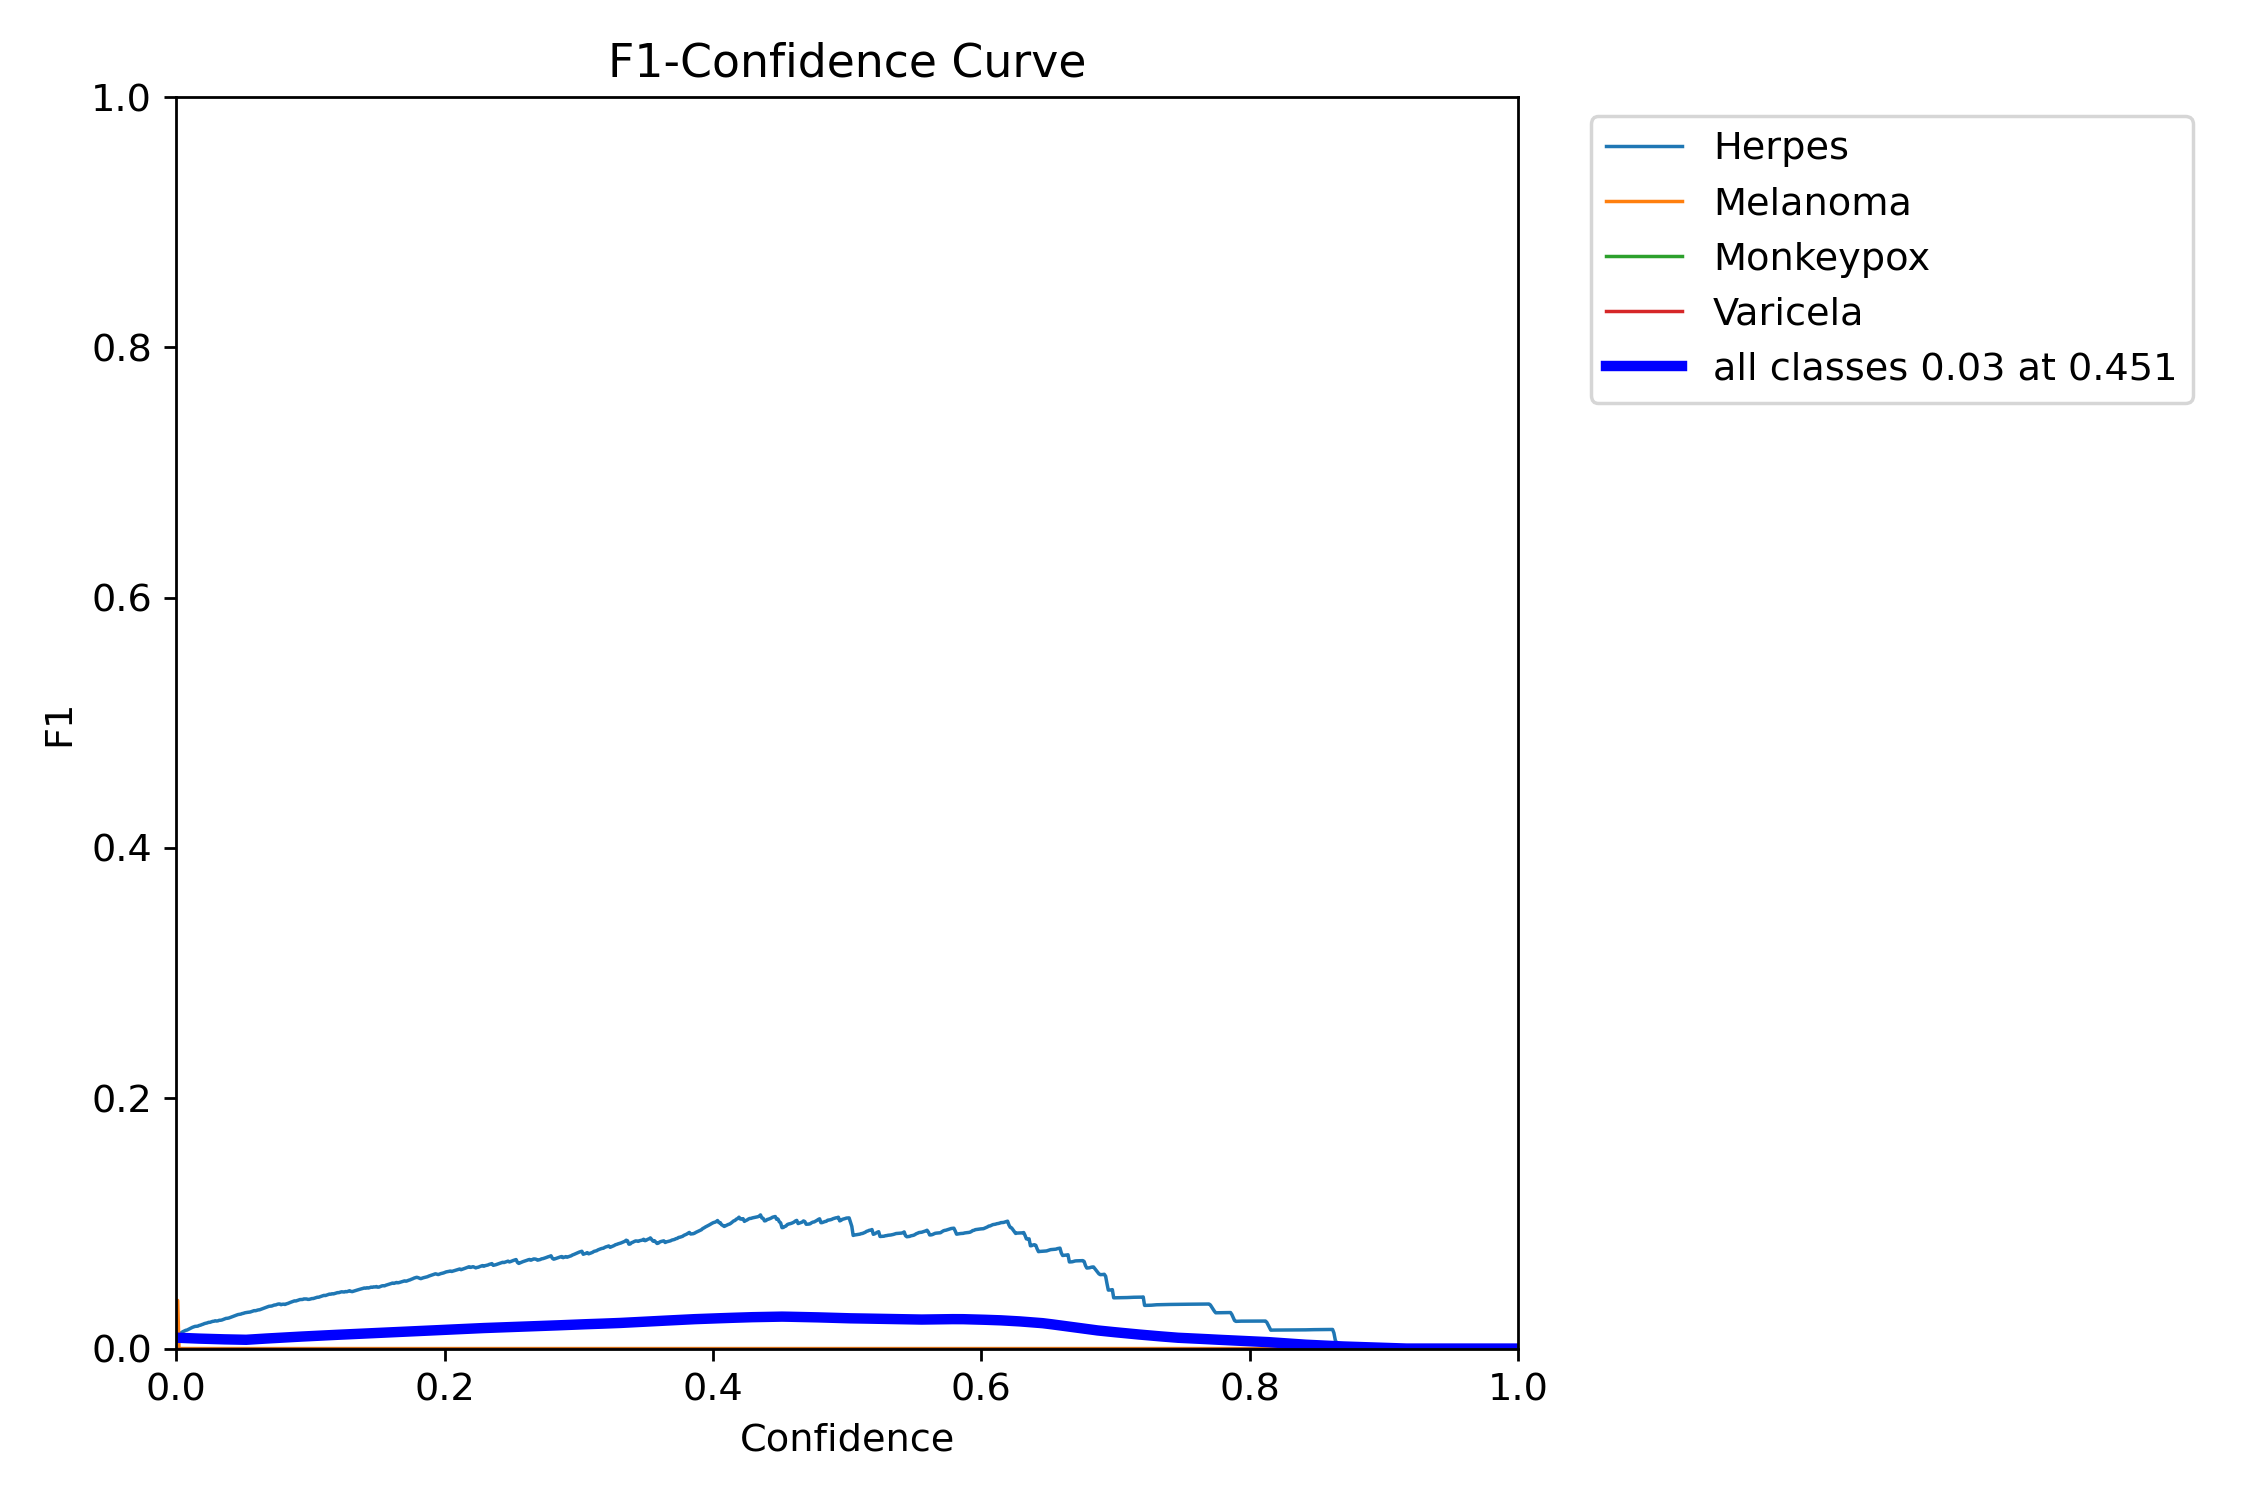 F1-Confidence Curve
1.0
0.8
0.6
0.4
0.2
0.0
F1
0.0 0.2 0.4 0.6 0.8 1.0
Confidence
Herpes
Melanoma
Monkeypox
Varicela
all classes 0.03 at 0.451